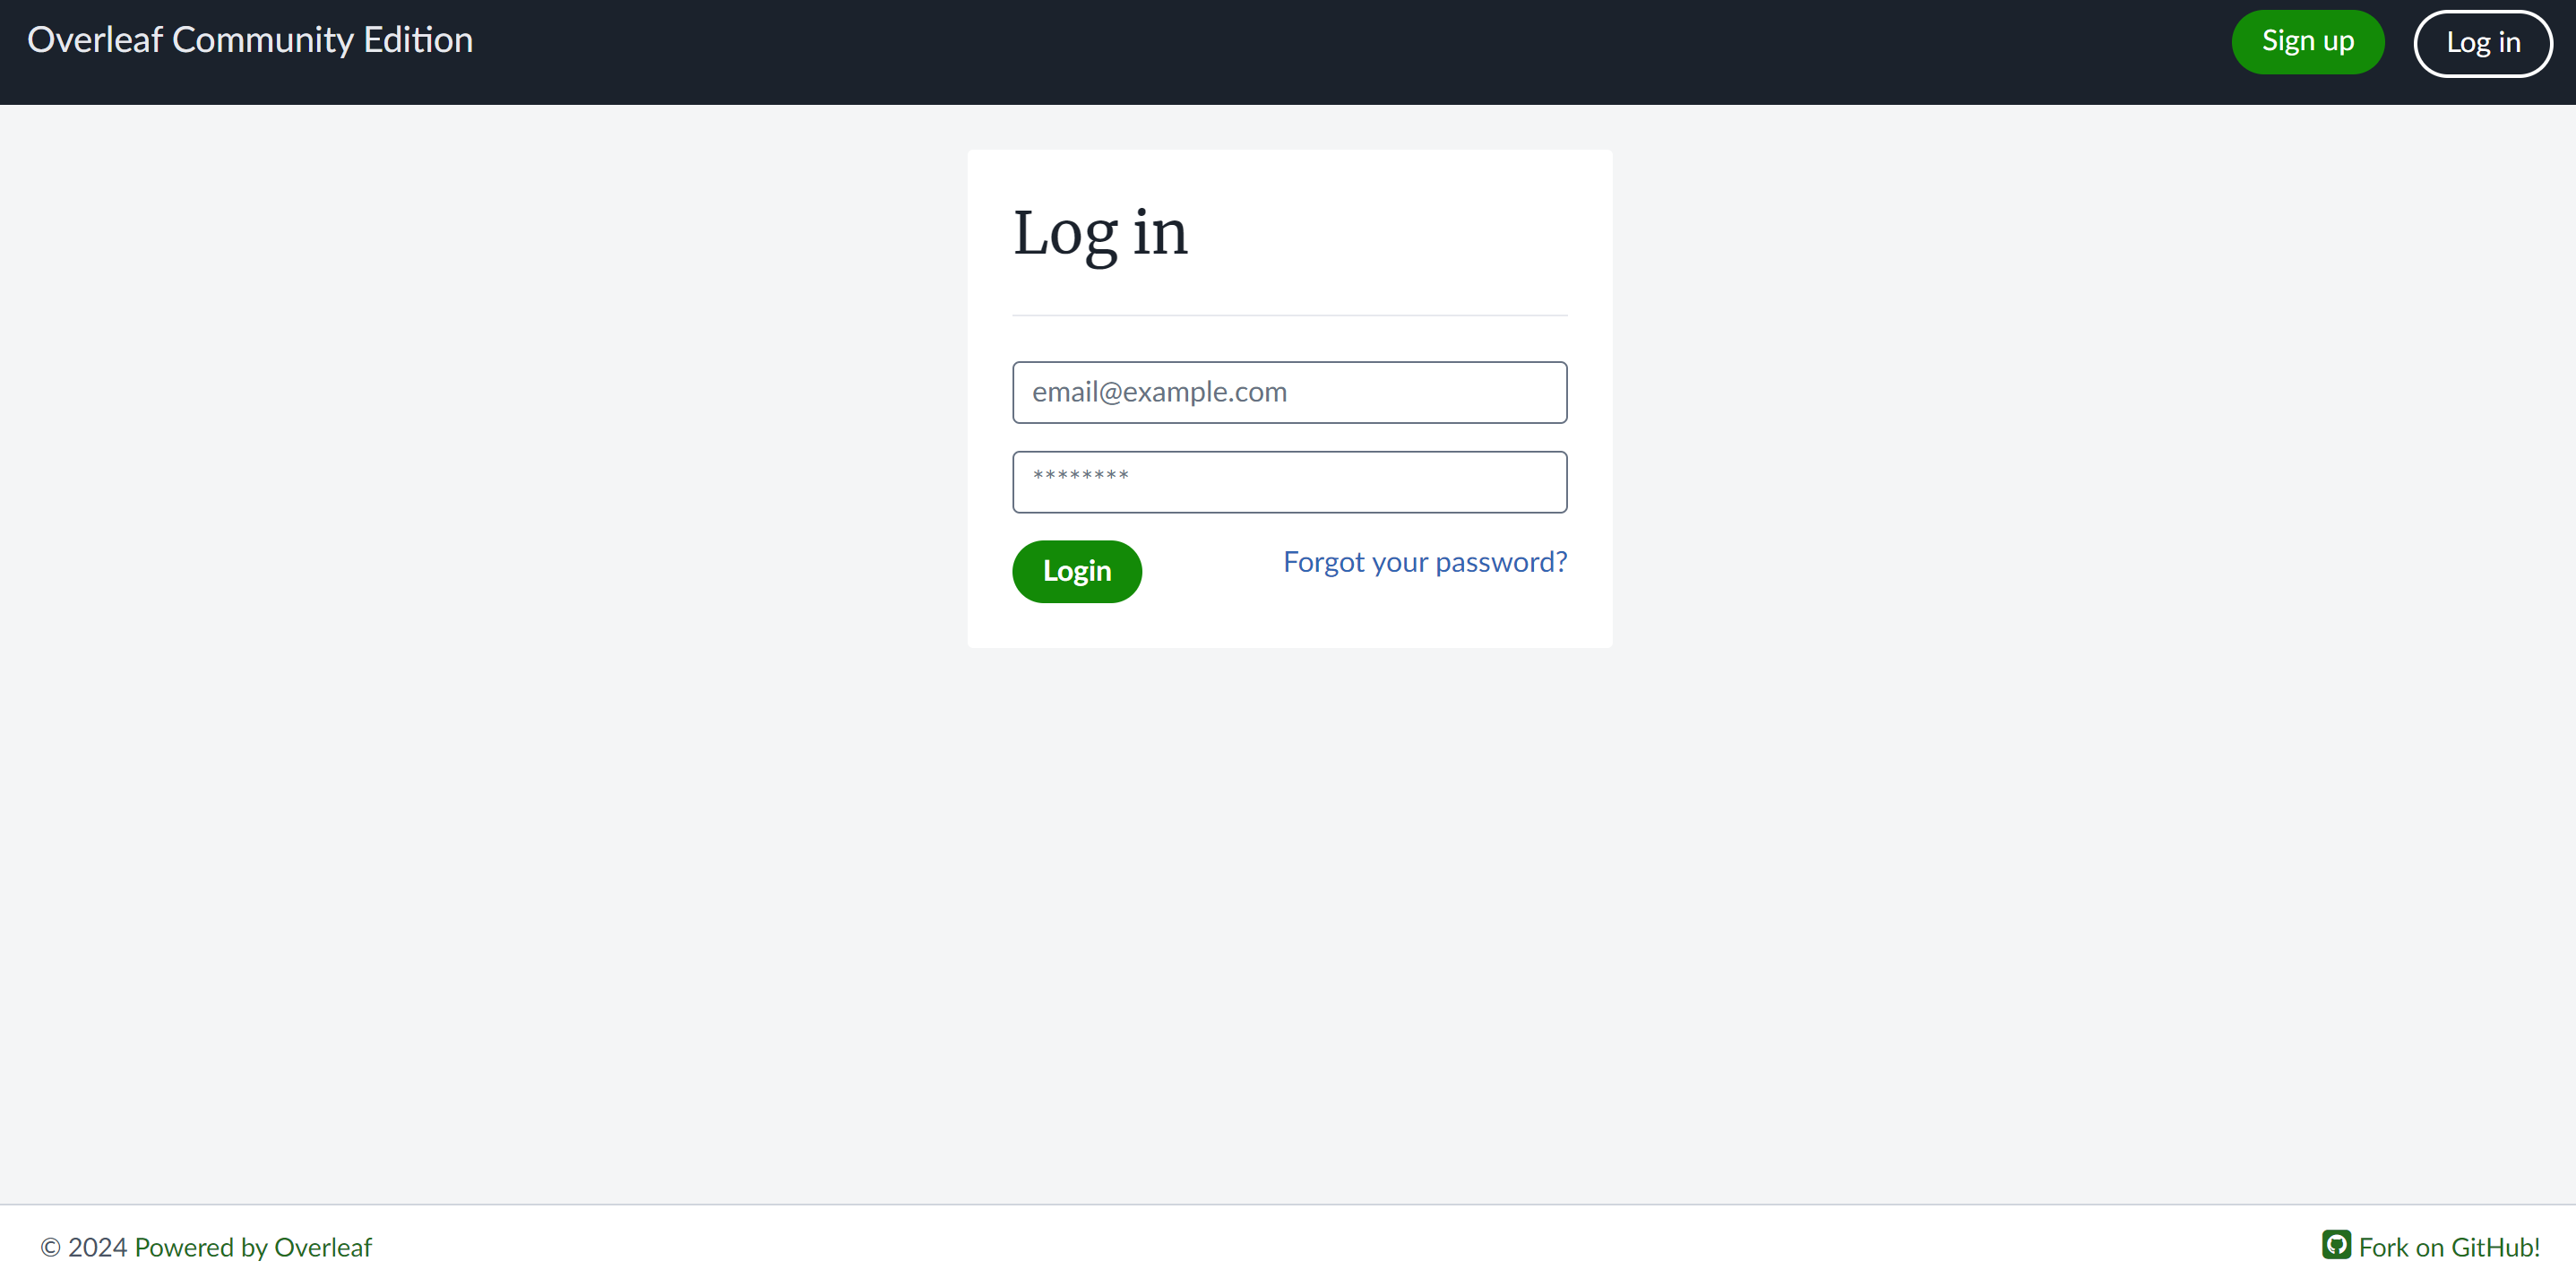 Overleaf Community Edition
Sign up
Log in
Log in
email@example.com
********
Login
Forgot your password?
© 2024 Powered by Overleaf
Fork on GitHub!